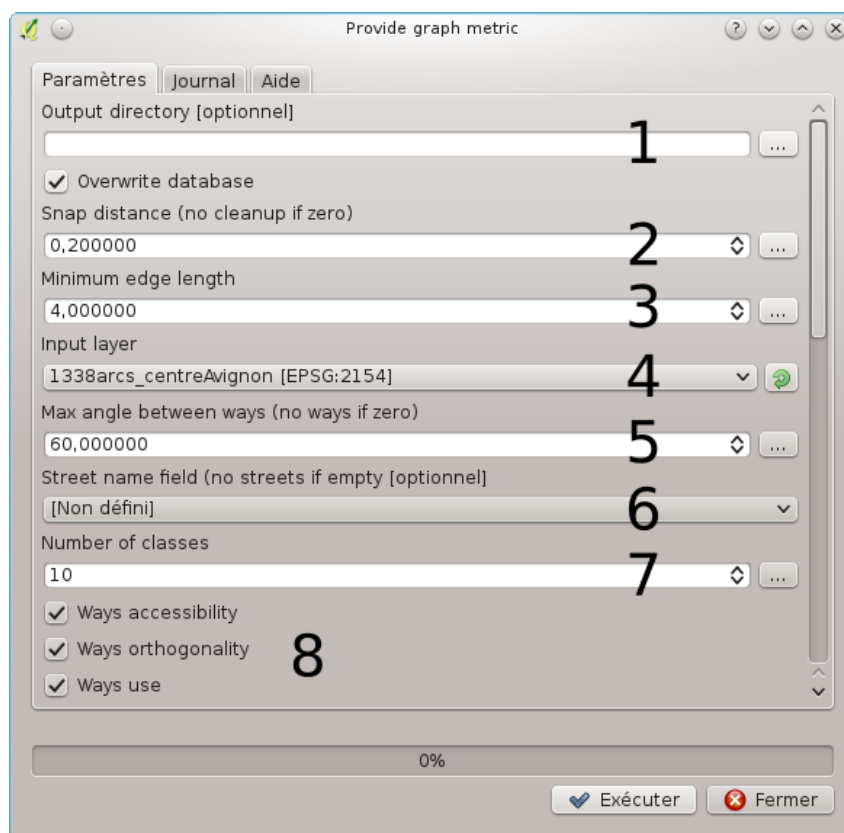 Provide graph metric
Paramètres Journal Aide
Output directory [optionnel]
1 ...
Overwrite database
Snap distance (no cleanup if zero)
0,200000 2 ...
Minimum edge length
4,000000 3 ...
Input layer
1338arcs_centreAvignon [EPSG:2154] 4
Max angle between ways (no ways if zero)
60,000000 5 ...
Street name field (no streets if empty [optionnel]
[Non défini] 6
Number of classes
10 7 ...
Ways accessibility
Ways orthogonality 8
Ways use
0%
Exécuter Fermer